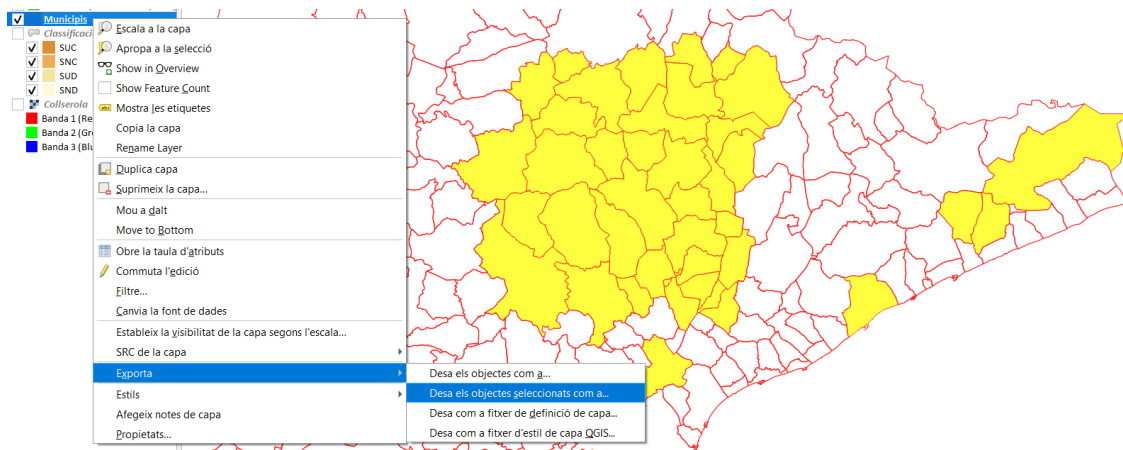 Municipis
Classificaci
SUC
SNC
SUD
SND
Collserola
Banda 1 (Re
Banda 2 (Gr
Banda 3 (Blu
Escala a la capa
Apropa a la selecció
Show in Overview
Show Feature Count
Mostra les etiquetes
Copia la capa
Rename Layer
Duplica capa
Suprimeix la capa...
Mou a dalt
Move to Bottom
Obre la taula d'atributs
Commuta l'edició
Filtre...
Canvia la font de dades
Estableix la visibilitat de la capa segons l'escala...
SRC de la capa
Exporta
Estils
Afegeix notes de capa
Propietats...
Desa els objectes com a...
Desa els objectes seleccionats com a...
Desa com a fitxer de definició de capa...
Desa com a fitxer d'estil de capa QGIS...